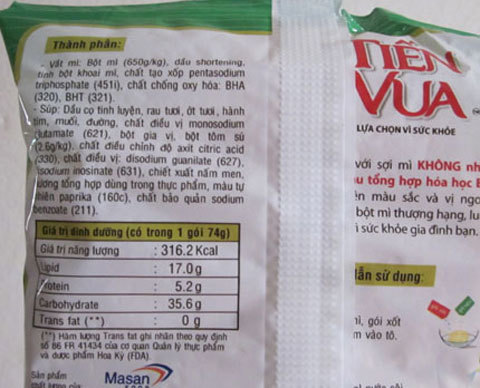 Thành phần:
- Vắt mì: Bột mì (650g/kg), dầu shortening,
tinh bột khoai mì, chất tạo xốp pentasodium
triphosphate (451i), chất chống oxy hóa: BHA
(320), BHT (321).
- Súp: Dầu cọ tinh luyện, rau tươi, ớt tươi, hành
tím, muối, đường, chất điều vị monosodium
glutamate (621), bột gia vị, bột tôm sú
(2.6g/kg), chất điều chỉnh độ axit citric acid
(330), chất điều vị: disodium guanilate (627),
disodium inosinate (631), chiết xuất nấm men,
hương tổng hợp dùng trong thực phẩm, màu tự
nhiên paprika (160c), chất bảo quản sodium
benzoate (211).
Giá trị dinh dưỡng (có trong 1 gói 74g)
Giá trị năng lượng : 316.2 Kcal
Lipid : 17.0 g
Protein : 5.2 g
Carbohydrate : 35.6 g
Trans fat (**) : 0 g
(**) Hàm lượng Trans fat ghi nhãn theo quy định
số 86 FR 41434 của cơ quan Quản lý thực phẩm
và dược phẩm Hoa Kỳ (FDA).
Sản phẩm
chất lượng của
Masan
TIẾN
VUA
LỰA CHỌN VÌ SỨC KHỎE
với sợi mì KHÔNG
tổng hợp hóa học
màu sắc và vị
bột mì thượng hạng,
sức khỏe gia đình bạn.
dẫn sử dụng:
mì, gói xốt
vào tô.